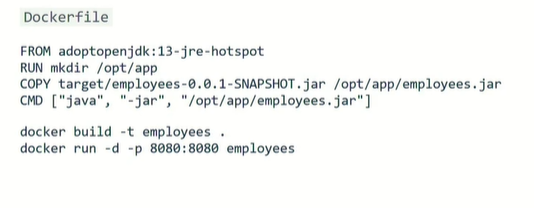 Dockerfile
FROM adoptopenjdk:13-jre-hotspot
RUN mkdir /opt/app
COPY target/employees-0.0.1-SNAPSHOT.jar /opt/app/employees.jar
CMD ["java", "-jar", "/opt/app/employees.jar"]
docker build -t employees .
docker run -d -p 8080:8080 employees